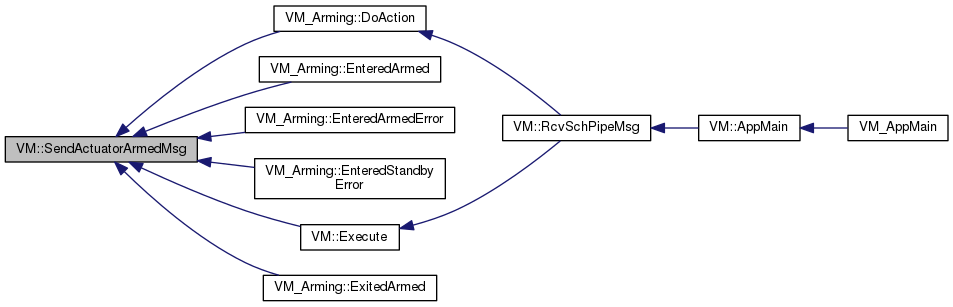 VM_Arming::DoAction
VM_Arming::EnteredArmed
VM_Arming::EnteredArmedError
VM::SendActuatorArmedMsg
VM_Arming::EnteredStandby
Error
VM::Execute
VM_Arming::ExitedArmed
VM::RcvSchPipeMsg
VM::AppMain
VM_AppMain